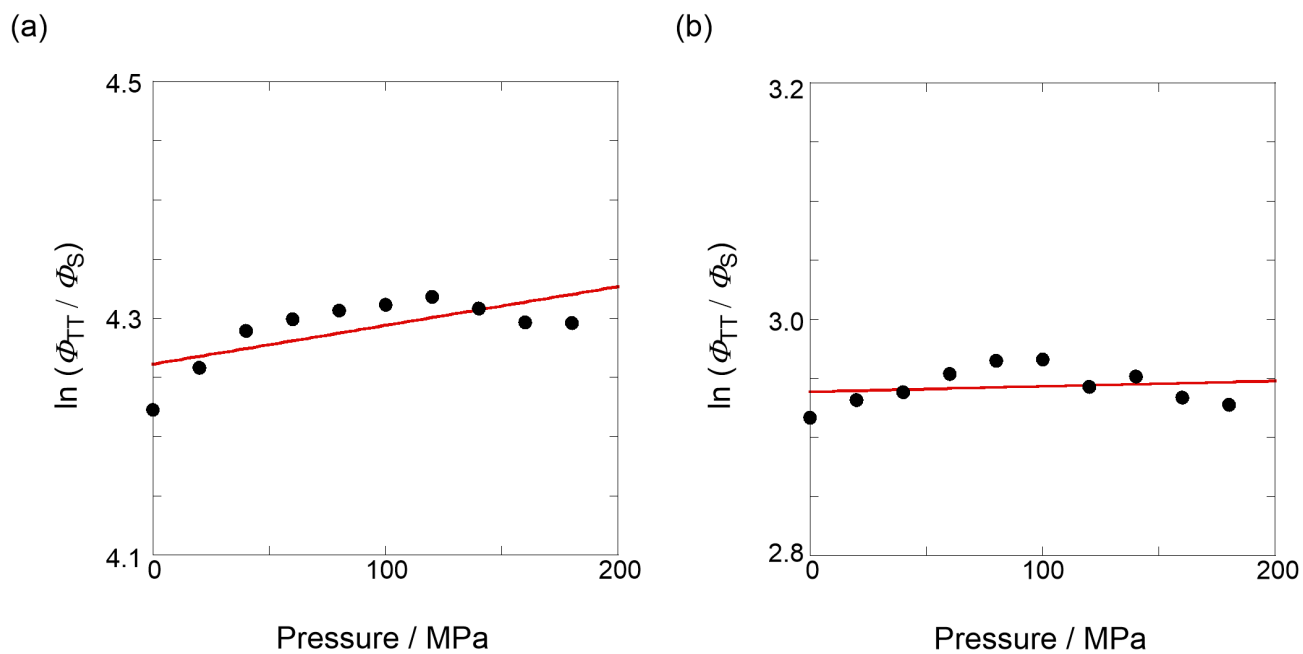 (a)
4.5
4.3
4.1
ln (ΦTT / ΦS)
0
100
200
Pressure / MPa
(b)
3.2
3.0
2.8
ln (ΦTT / ΦS)
0
100
200
Pressure / MPa